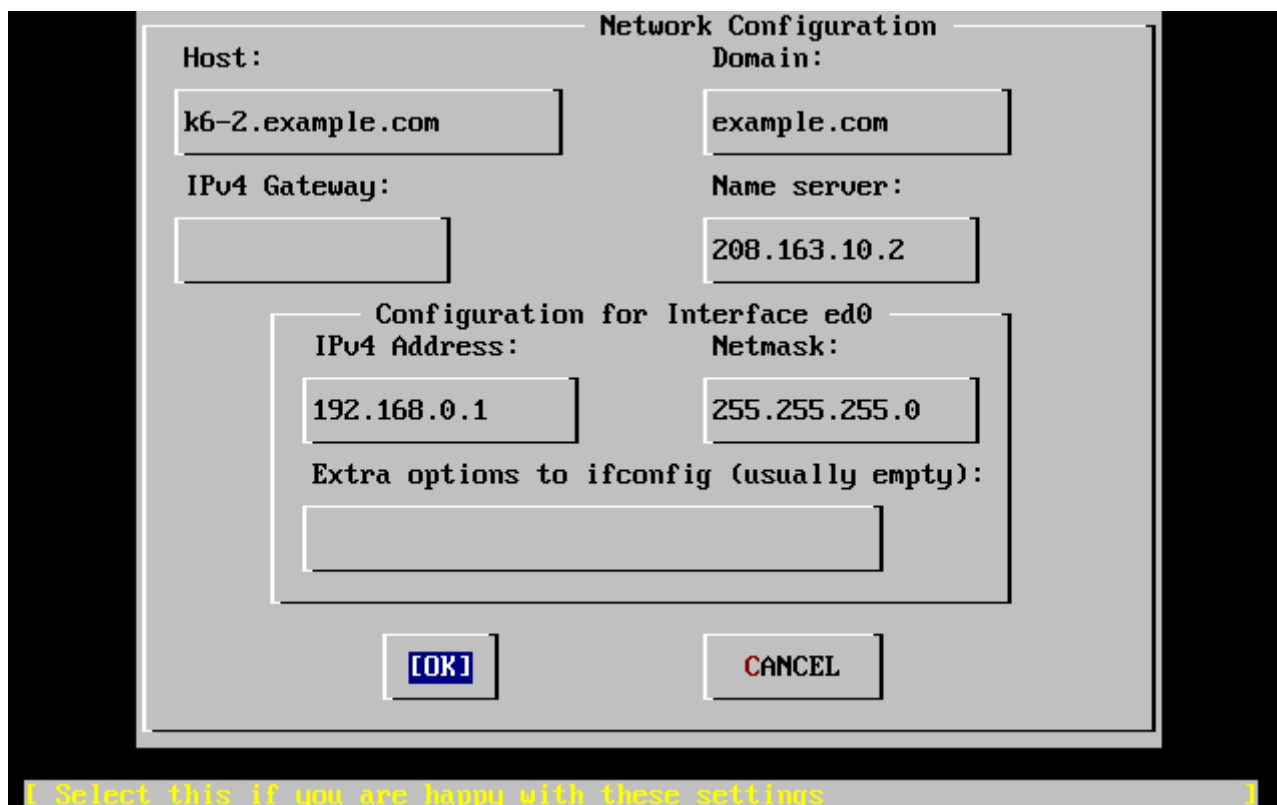 Network Configuration
Host: Domain:
k6-2.example.com example.com
IPv4 Gateway: Name server:
208.163.10.2
Configuration for Interface ed0
IPv4 Address: Netmask:
192.168.0.1 255.255.255.0
Extra options to ifconfig (usually empty):
[OK] CANCEL
[ Select this if you are happy with these settings ]